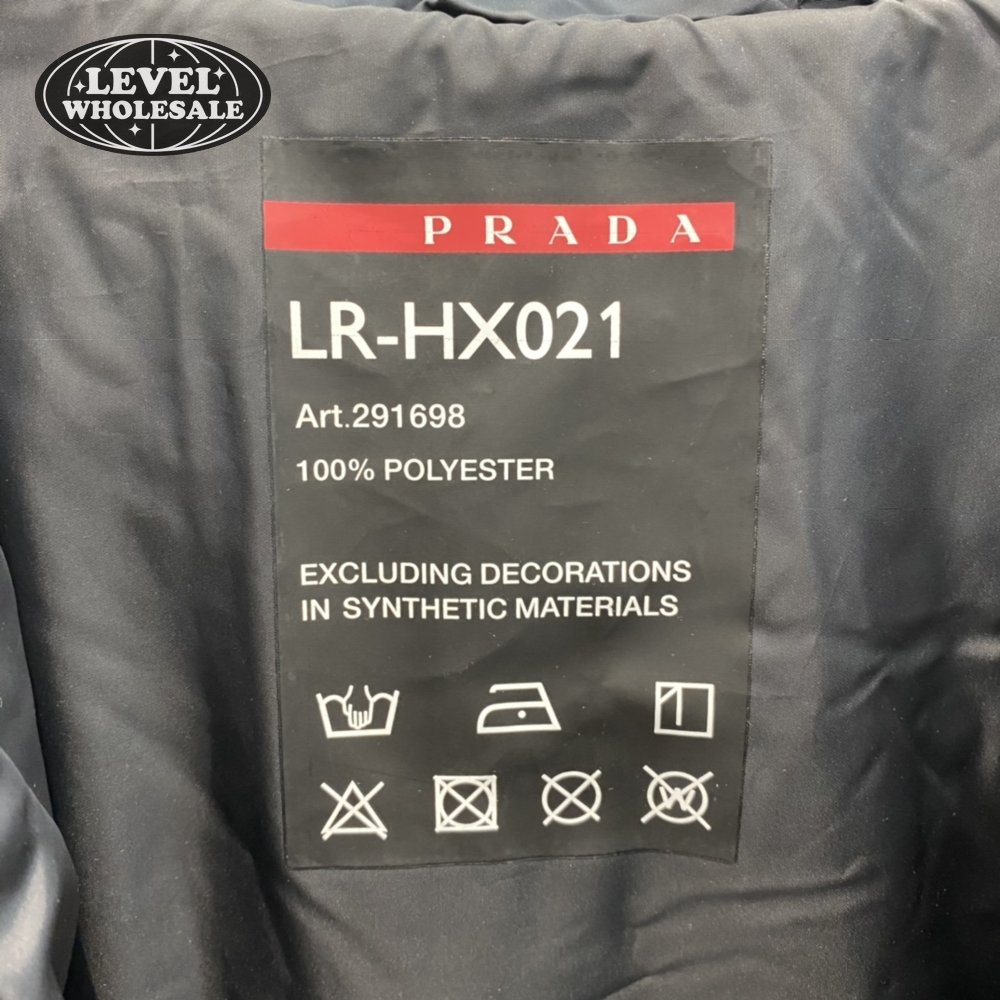 LEVEL
WHOLESALE
PRADA
LR-HX021
Art.291698
100% POLYESTER
EXCLUDING DECORATIONS
IN SYNTHETIC MATERIALS
W